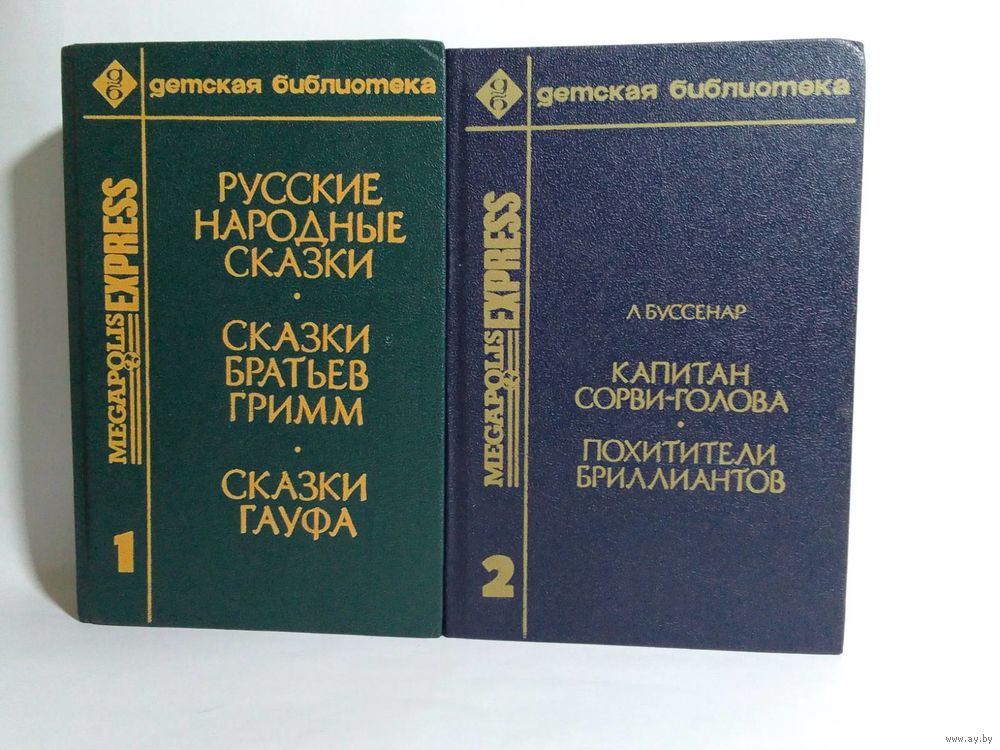 детская библиотека
MEGAPOLIS EXPRESS
РУССКИЕ
НАРОДНЫЕ
СКАЗКИ
·
СКАЗКИ
БРАТЬЕВ
ГРИММ
·
СКАЗКИ
ГАУФА
1
детская библиотека
MEGAPOLIS EXPRESS
Л БУССЕНАР
КАПИТАН
СОРВИ-ГОЛОВА
·
ПОХИТИТЕЛИ
БРИЛЛИАНТОВ
2
www.ay.by